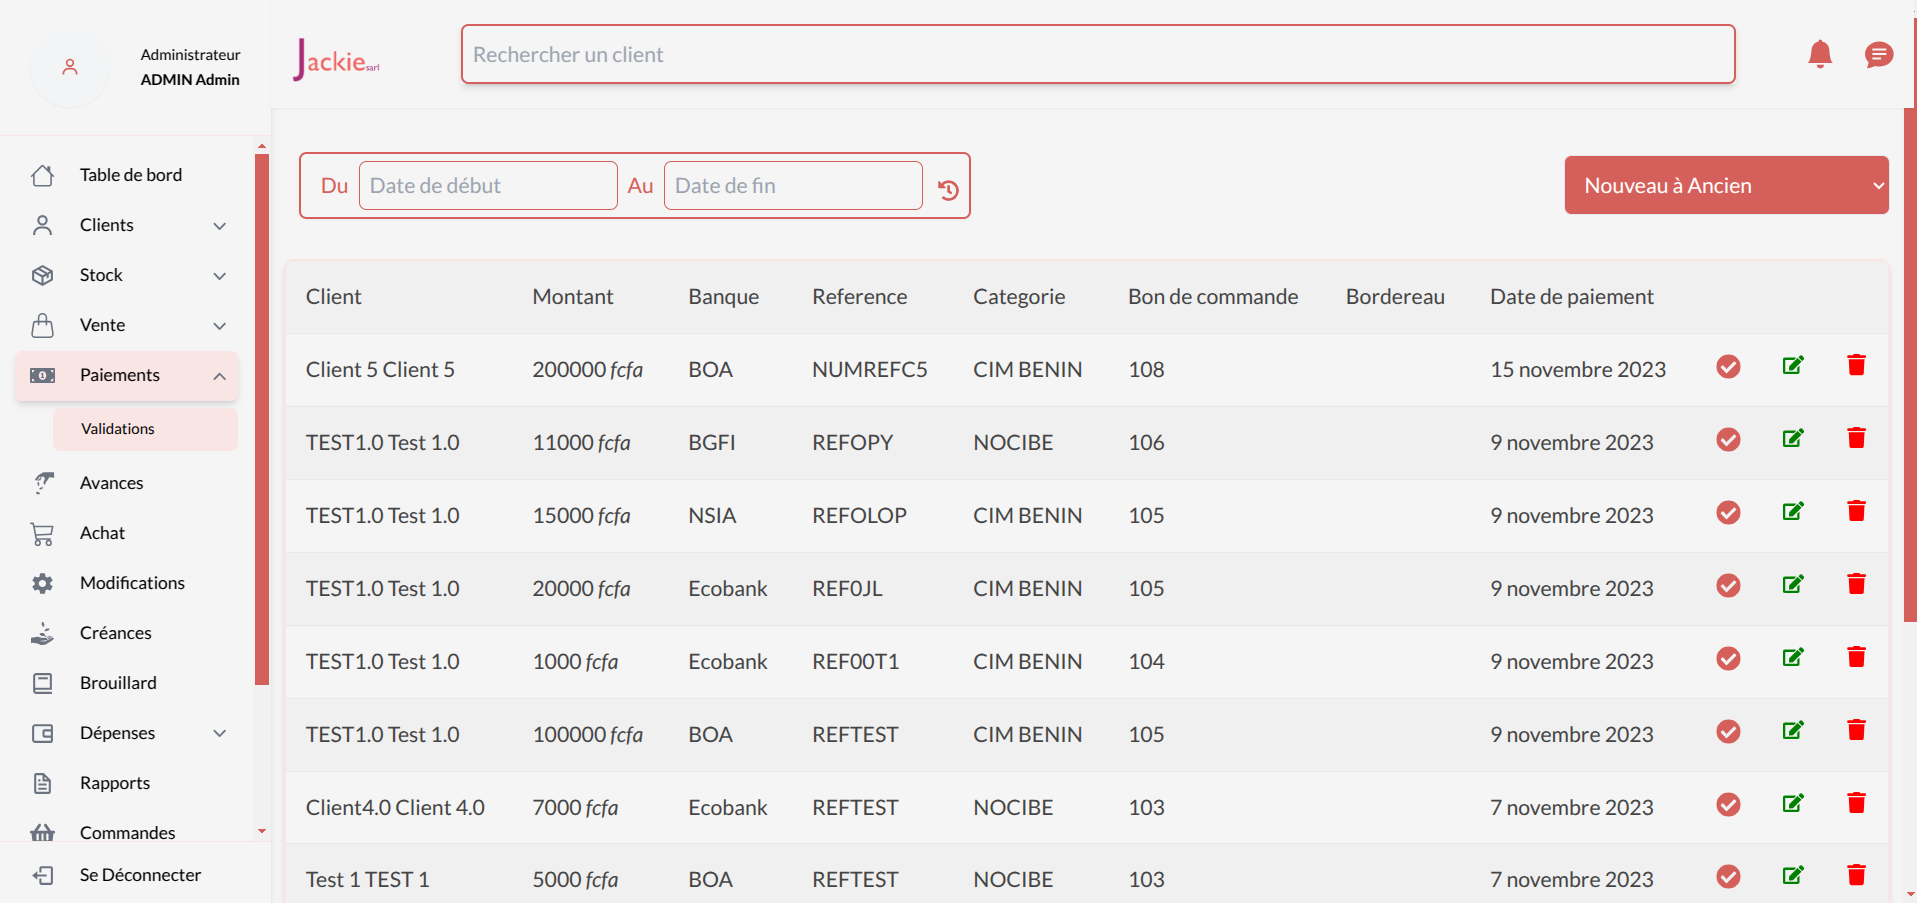 Administrateur
ADMIN Admin
Jackie sarl
Rechercher un client
Table de bord
Clients
Stock
Vente
Paiements
Validations
Avances
Achat
Modifications
Créances
Brouillard
Dépenses
Rapports
Commandes
Se Déconnecter
Du Date de début Au Date de fin
Nouveau à Ancien
Client Montant Banque Reference Categorie Bon de commande Bordereau Date de paiement
Client 5 Client 5 200000 fcfa BOA NUMREFC5 CIM BENIN 108 15 novembre 2023
TEST1.0 Test 1.0 11000 fcfa BGFI REFOPY NOCIBE 106 9 novembre 2023
TEST1.0 Test 1.0 15000 fcfa NSIA REFOLOP CIM BENIN 105 9 novembre 2023
TEST1.0 Test 1.0 20000 fcfa Ecobank REF0JL CIM BENIN 105 9 novembre 2023
TEST1.0 Test 1.0 1000 fcfa Ecobank REF00T1 CIM BENIN 104 9 novembre 2023
TEST1.0 Test 1.0 100000 fcfa BOA REFTEST CIM BENIN 105 9 novembre 2023
Client4.0 Client 4.0 7000 fcfa Ecobank REFTEST NOCIBE 103 7 novembre 2023
Test 1 TEST 1 5000 fcfa BOA REFTEST NOCIBE 103 7 novembre 2023